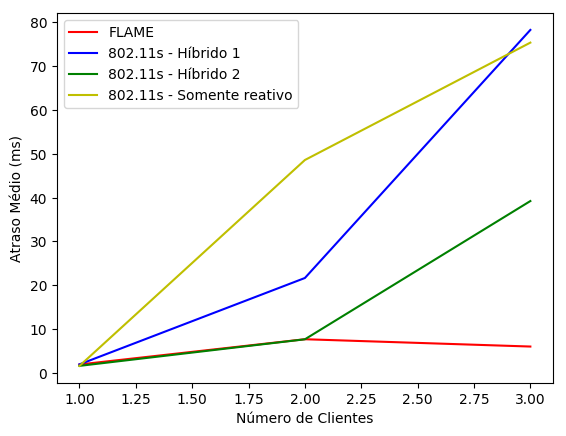 FLAME
802.11s - Híbrido 1
802.11s - Híbrido 2
802.11s - Somente reativo
Atraso Médio (ms)
80
70
60
50
40
30
20
10
0
1.00 1.25 1.50 1.75 2.00 2.25 2.50 2.75 3.00
Número de Clientes